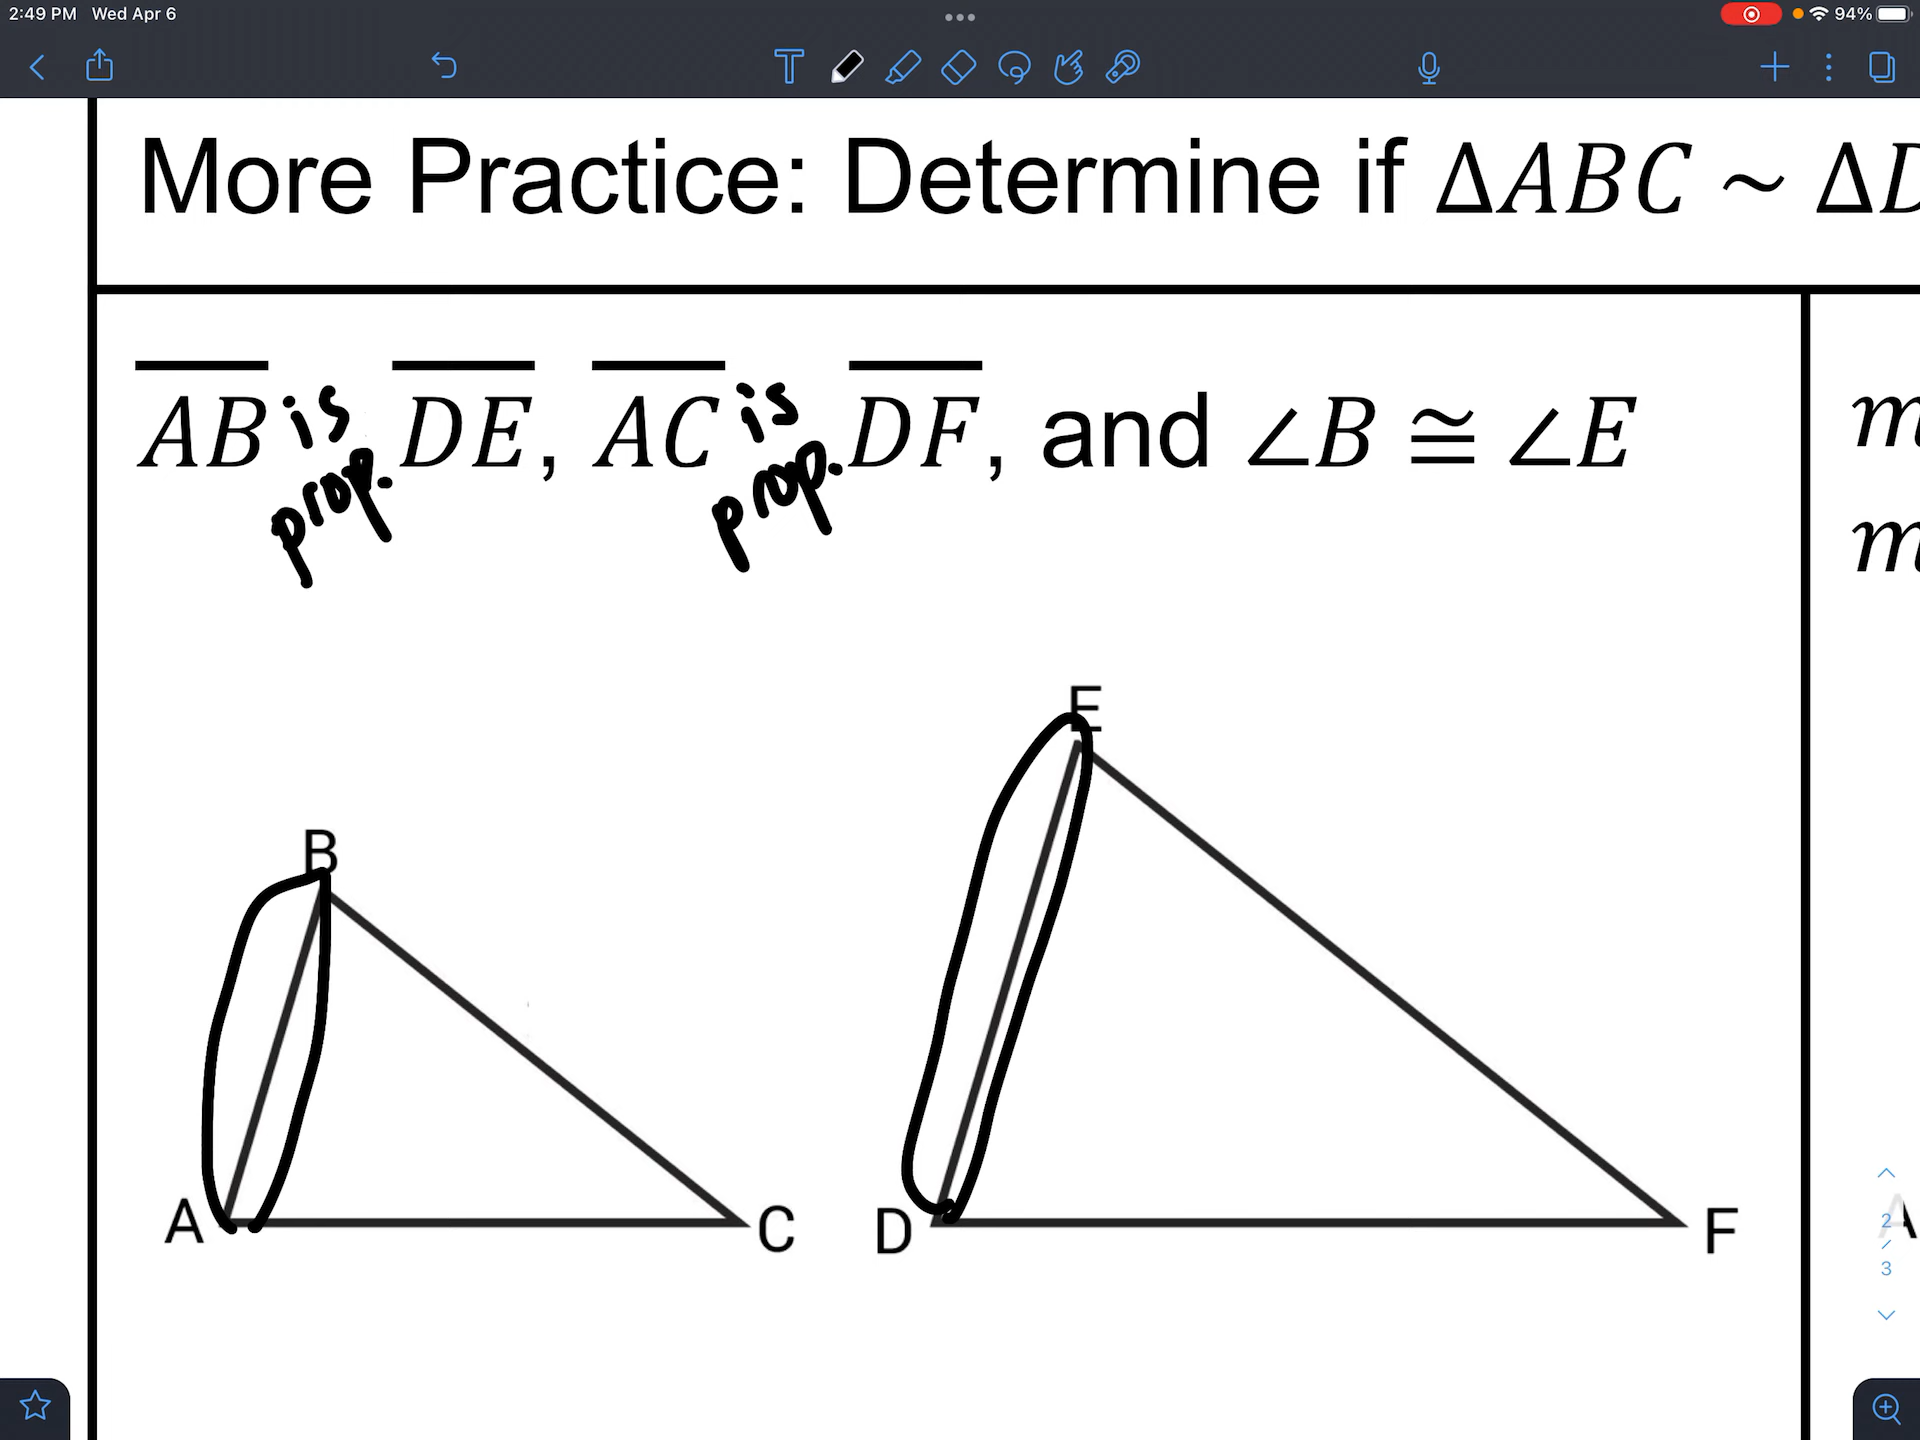 2:49 PM Wed Apr 6
94%
More Practice: Determine if ΔABC ~ ΔD
AB is prop. DE, AC is prop. DF, and ∠B ≅ ∠E
m
m
E
B
A
C
D
F
A
2
/
3